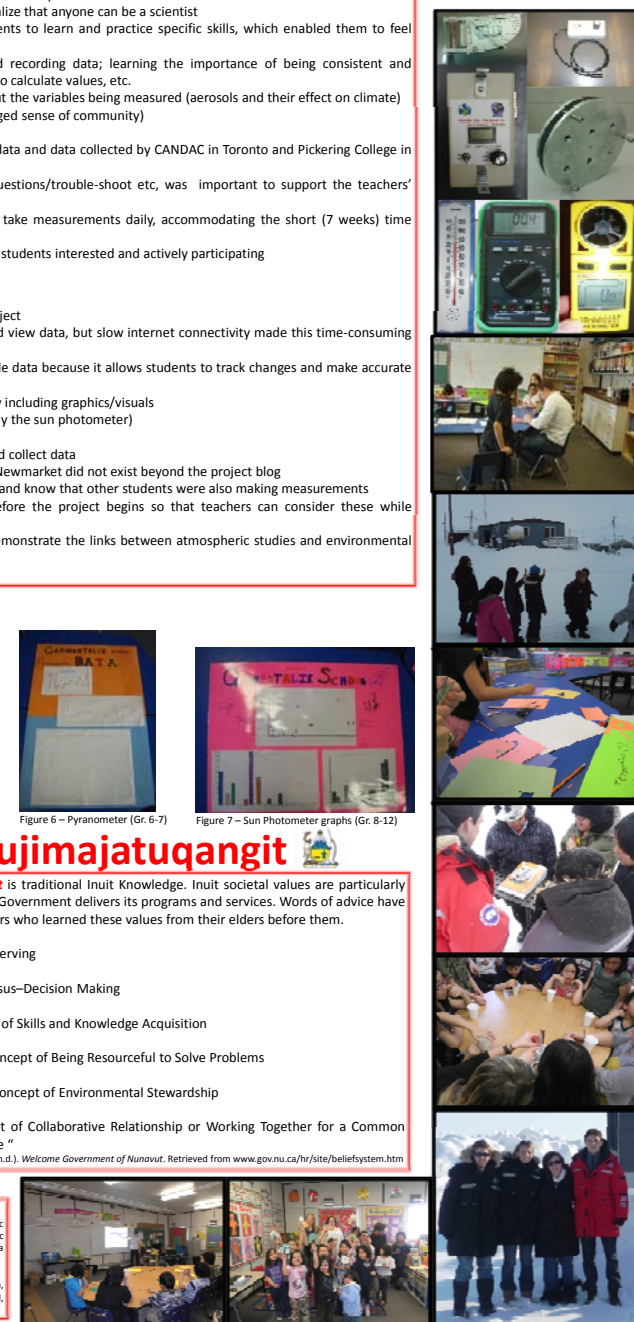 alize that anyone can be a scientist
ents to learn and practice specific skills, which enabled them to feel
d recording data; learning the importance of being consistent and
o calculate values, etc.
ut the variables being measured (aerosols and their effect on climate)
ged sense of community)
data and data collected by CANDAC in Toronto and Pickering College in
uestions/trouble-shoot etc, was important to support the teachers’
take measurements daily, accommodating the short (7 weeks) time
students interested and actively participating
ject
d view data, but slow internet connectivity made this time-consuming
le data because it allows students to track changes and make accurate
y including graphics/visuals
y the sun photometer)
d collect data
Newmarket did not exist beyond the project blog
and know that other students were also making measurements
efore the project begins so that teachers can consider these while
emonstrate the links between atmospheric studies and environmental
DATA
School
Figure 6 – Pyranometer (Gr. 6-7)
Figure 7 – Sun Photometer graphs (Gr. 8-12)
ujimajatuqangit
t is traditional Inuit Knowledge. Inuit societal values are particularly
Government delivers its programs and services. Words of advice have
rs who learned these values from their elders before them.
erving
sus–Decision Making
of Skills and Knowledge Acquisition
ncept of Being Resourceful to Solve Problems
oncept of Environmental Stewardship
t of Collaborative Relationship or Working Together for a Common
e “
n.d.). Welcome Government of Nunavut. Retrieved from www.gov.nu.ca/hr/site/beliefsystem.htm
c
c
a
,
l,